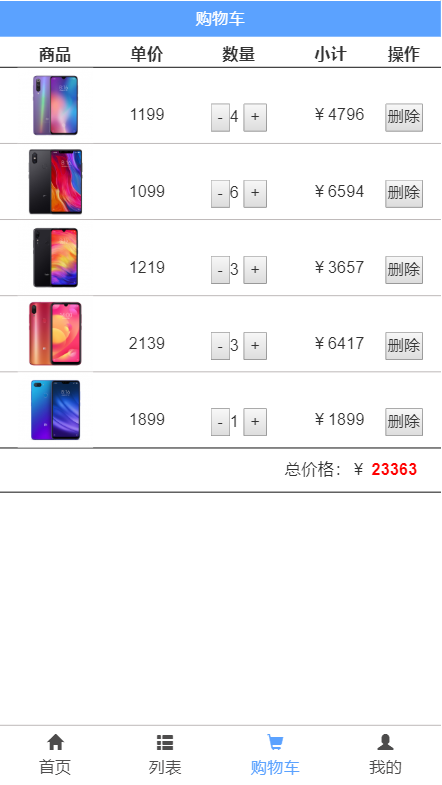 购物车
商品 单价 数量 小计 操作
1199 - 4 + ￥4796 删除
1099 - 6 + ￥6594 删除
1219 - 3 + ￥3657 删除
2139 - 3 + ￥6417 删除
1899 - 1 + ￥1899 删除
总价格：￥ 23363
首页 列表 购物车 我的